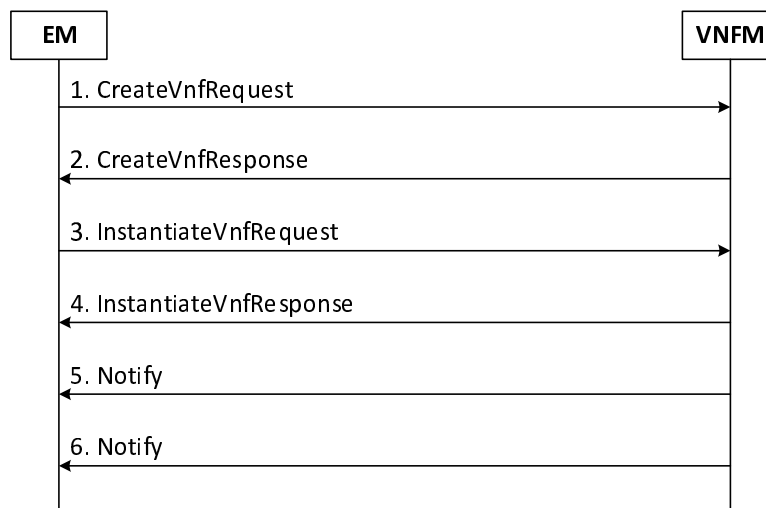 EM
VNFM
1. CreateVnfRequest
2. CreateVnfResponse
3. InstantiateVnfRequest
4. InstantiateVnfResponse
5. Notify
6. Notify